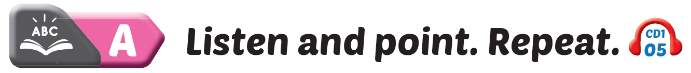 ABC A Listen and point. Repeat. CD1
05